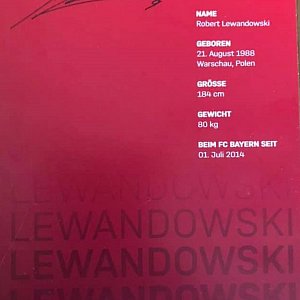 NAME
Robert Lewandowski
GEBOREN
21. August 1988
Warschau, Polen
GRÖSSE
184 cm
GEWICHT
80 kg
BEIM FC BAYERN SEIT
01. Juli 2014
LEWANDOWSKI
LEWANDOWSKI
LEWANDOWSKI
LEWANDOWSKI